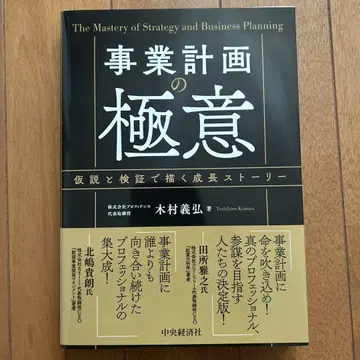 The Mastery of Strategy and Business Planning
事業計画
の
極意
仮説と検証で描く成長ストーリー
株式会社プロフィナンス
代表取締役
木村義弘 著
Yoshihiro Kimura
事業計画に
命を吹き込め!
真のプロフェッショナル、
参謀を目指す
人たちの決定版!
田所雅之氏
事業計画に
誰よりも
向き合い続けた
プロフェッショナルの
集大成!
北嶋貴朗氏
中央経済社